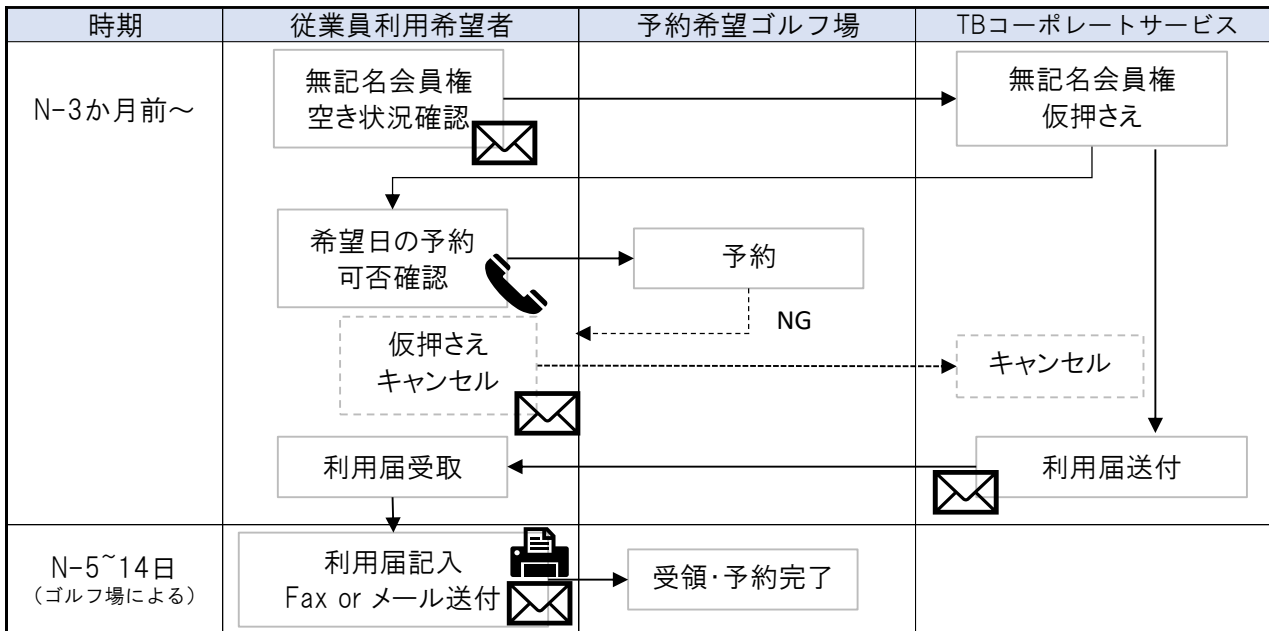 時期
従業員利用希望者
予約希望ゴルフ場
TBコーポレートサービス
N-3か月前～
無記名会員権
空き状況確認
無記名会員権
仮押さえ
希望日の予約
可否確認
予約
NG
仮押さえ
キャンセル
キャンセル
利用届受取
利用届送付
N-5~14日
（ゴルフ場による）
利用届記入
Fax or メール送付
受領・予約完了